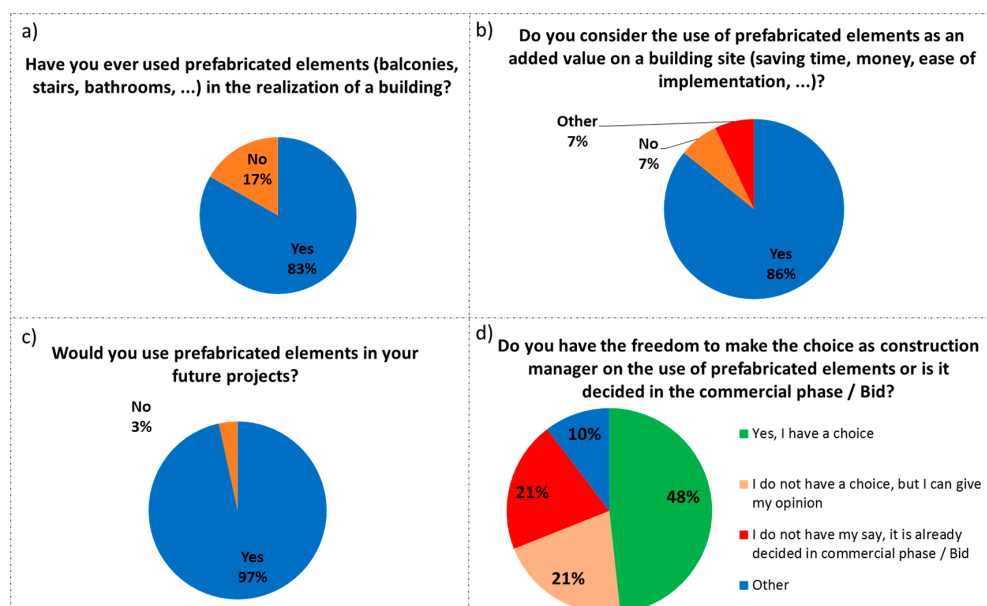 a)
Have you ever used prefabricated elements (balconies,
stairs, bathrooms, ...) in the realization of a building?
No
17%
Yes
83%
b)
Do you consider the use of prefabricated elements as an
added value on a building site (saving time, money, ease of
implementation, ...)?
Other
7%
No
7%
Yes
86%
c)
Would you use prefabricated elements in your
future projects?
No
3%
Yes
97%
d)
Do you have the freedom to make the choice as construction
manager on the use of prefabricated elements or is it
decided in the commercial phase / Bid?
10%
48%
21%
21%
Yes, I have a choice
I do not have a choice, but I can give
my opinion
I do not have my say, it is already
decided in commercial phase / Bid
Other